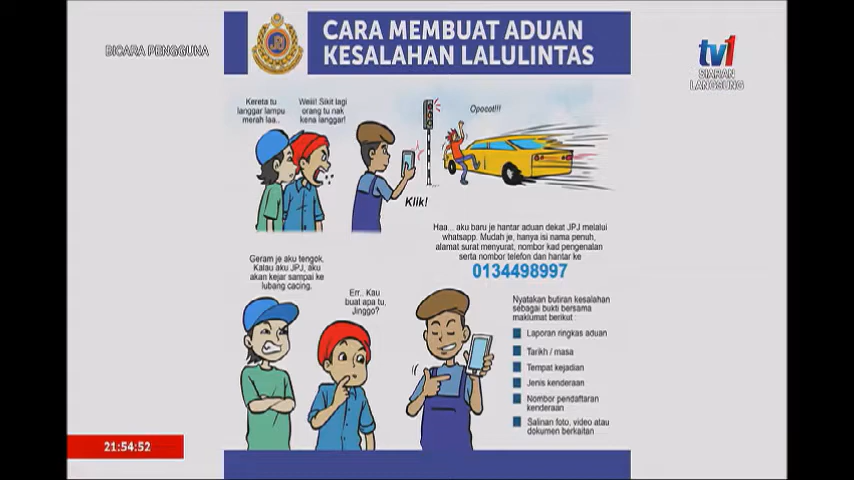 BICARA PENGGUNA
CARA MEMBUAT ADUAN
KESALAHAN LALULINTAS
JPJ
tv1
SIARAN
LANGSUNG
Kereta tu
langgar lampu
merah laa..
Weiii! Sikit lagi
orang tu nak
kena langgar!
Opocot!!!
Klik!
Haa... aku baru je hantar aduan dekat JPJ melalui
whatsapp. Mudah je, hanya isi nama penuh,
alamat surat menyurat, nombor kad pengenalan
serta nombor telefon dan hantar ke
0134498997
Geram je aku tengok.
Kalau aku JPJ, aku
akan kejar sampai ke
lubang cacing.
Err.. Kau
buat apa tu,
Jinggo?
Nyatakan butiran kesalahan
sebagai bukti bersama
maklumat berikut :
Laporan ringkas aduan
Tarikh / masa
Tempat kejadian
Jenis kenderaan
Nombor pendaftaran
kenderaan
Salinan foto, video atau
dokumen berkaitan
21:54:52